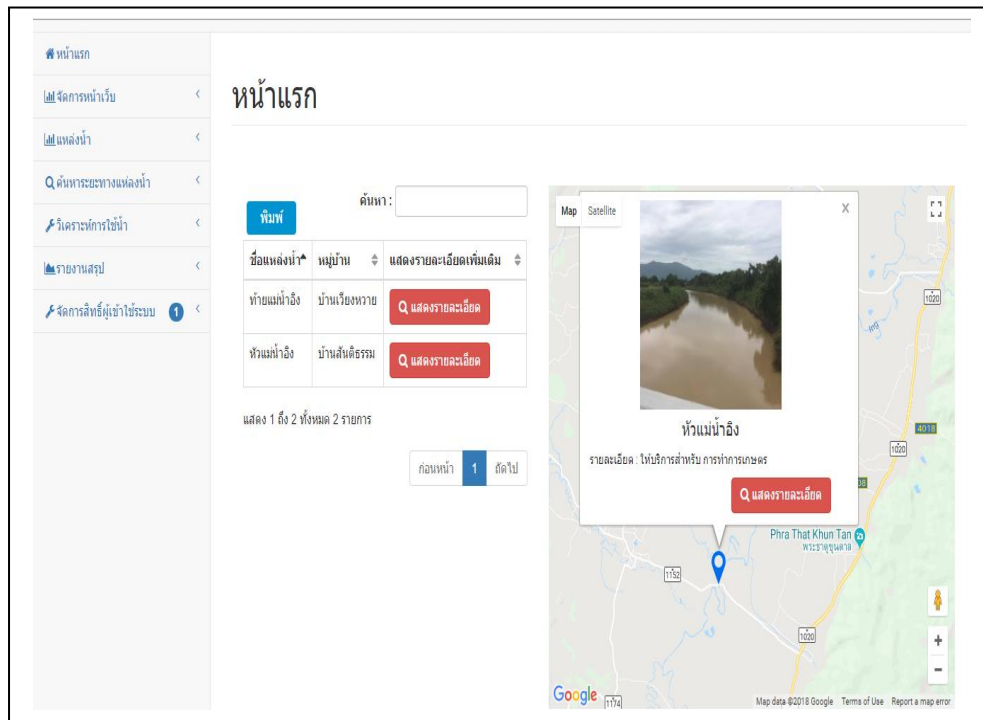 หน้าแรก
จัดการหน้าเว็บ
แหล่งน้ำ
ค้นหาระยะทางแหล่งน้ำ
วิเคราะห์การใช้น้ำ
รายงานสรุป
จัดการสิทธิ์ผู้เข้าใช้ระบบ 1
หน้าแรก
พิมพ์
ค้นหา :
ชื่อแหล่งน้ำ หมู่บ้าน แสดงรายละเอียดเพิ่มเติม
ท้ายแม่น้ำอิง บ้านเวียงหวาย แสดงรายละเอียด
หัวแม่น้ำอิง บ้านสันติธรรม แสดงรายละเอียด
แสดง 1 ถึง 2 ทั้งหมด 2 รายการ
ก่อนหน้า 1 ถัดไป
Map Satellite
X
หัวแม่น้ำอิง
รายละเอียด : ให้บริการสำหรับ การทำการเกษตร
แสดงรายละเอียด
1020
Ing
4018
1020
08
Phra That Khun Tan
พระธาตุขุนตาล
1152
1020
1174
Google
Map data ©2018 Google Terms of Use Report a map error